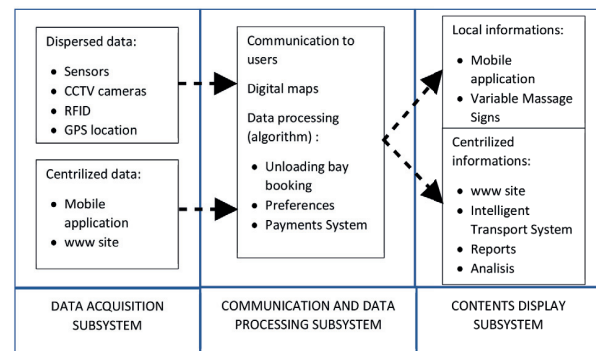 Dispersed data:
• Sensors
• CCTV cameras
• RFID
• GPS location
Centrilized data:
• Mobile
application
• www site
DATA ACQUISITION
SUBSYSTEM
Communication to
users
Digital maps
Data processing
(algorithm) :
• Unloading bay
booking
• Preferences
• Payments System
COMMUNICATION AND DATA
PROCESSING SUBSYSTEM
Local informations:
• Mobile
application
• Variable Massage
Signs
Centrilized
informations:
• www site
• Intelligent
Transport System
• Reports
• Analisis
CONTENTS DISPLAY
SUBSYSTEM